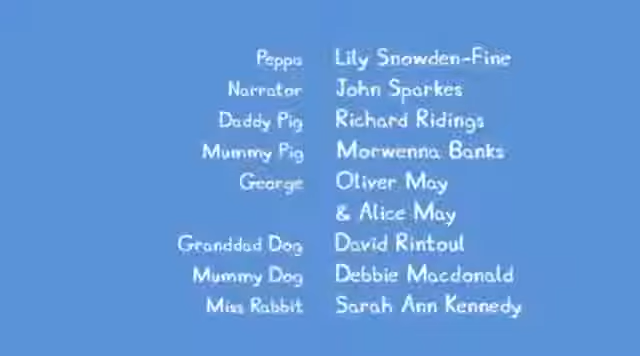 Peppa Lily Snowden-Fine
Narrator John Sparkes
Daddy Pig Richard Ridings
Mummy Pig Morwenna Banks
George Oliver May
& Alice May
Granddad Dog David Rintoul
Mummy Dog Debbie Macdonald
Miss Rabbit Sarah Ann Kennedy